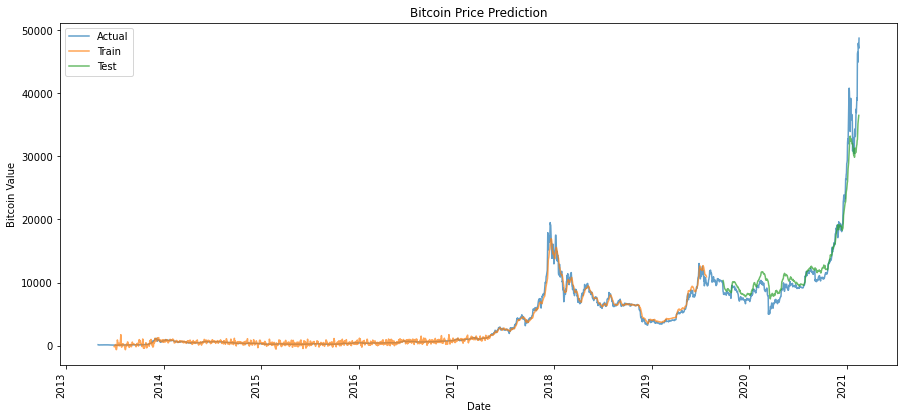 Bitcoin Price Prediction
Actual
Train
Test
50000
40000
30000
20000
10000
0
Bitcoin Value
2013
2014
2015
2016
2017
2018
2019
2020
2021
Date